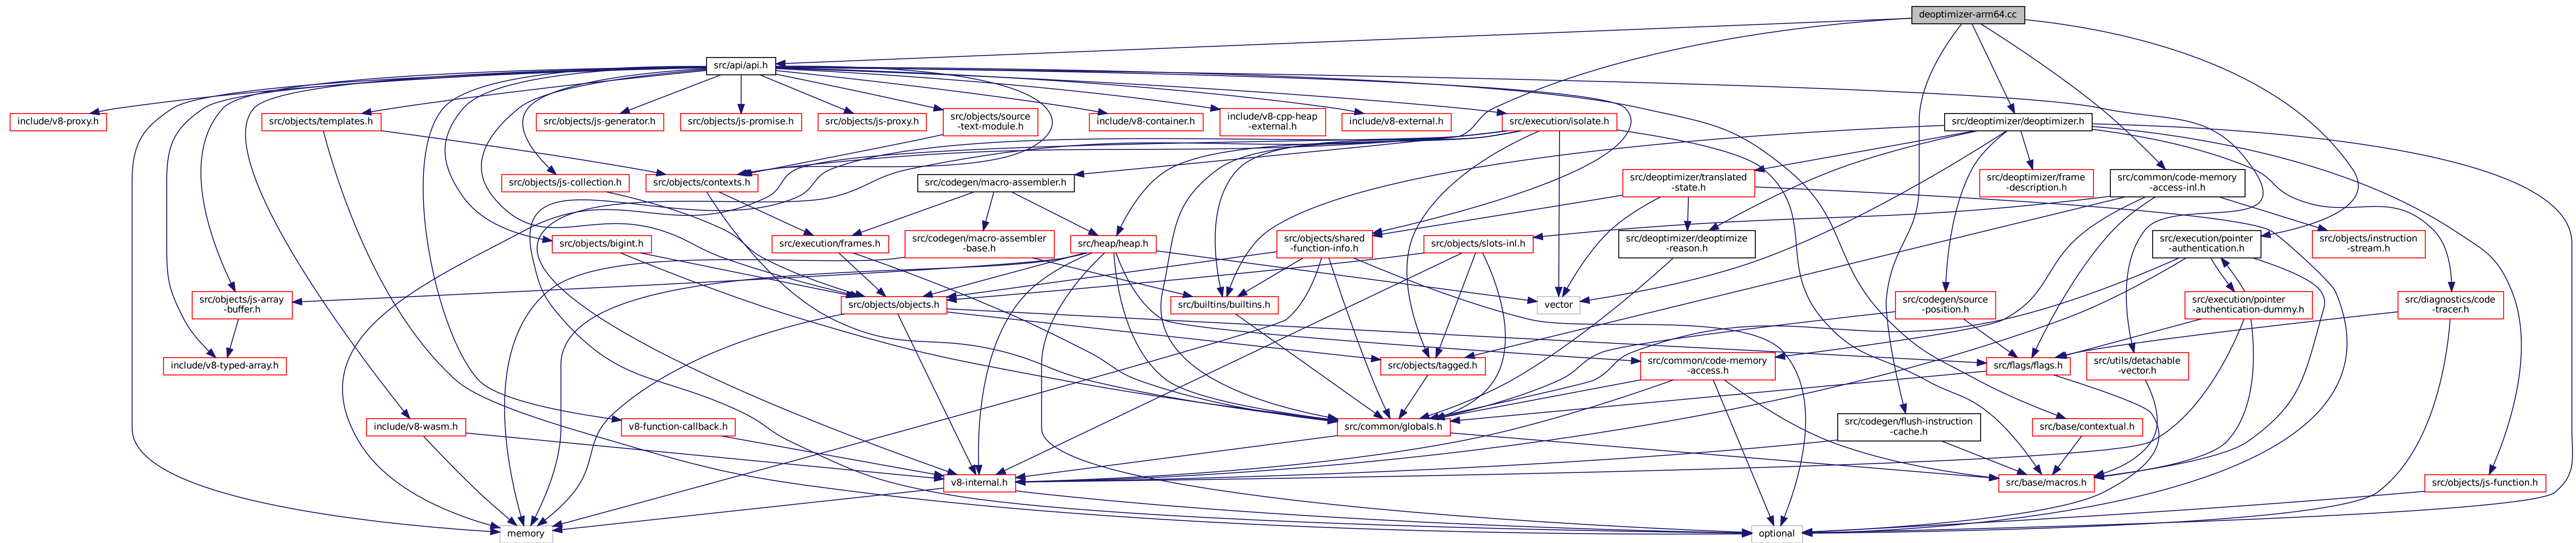 deoptimizer-arm64.cc
src/api/api.h
include/v8-proxy.h
src/objects/templates.h
src/objects/js-generator.h
src/objects/js-promise.h
src/objects/js-proxy.h
src/objects/source
-text-module.h
include/v8-container.h
include/v8-cpp-heap
-external.h
include/v8-external.h
src/execution/isolate.h
src/deoptimizer/deoptimizer.h
src/objects/js-collection.h
src/objects/contexts.h
src/codegen/macro-assembler.h
src/deoptimizer/translated
-state.h
src/deoptimizer/frame
-description.h
src/common/code-memory
-access-inl.h
src/objects/bigint.h
src/execution/frames.h
src/codegen/macro-assembler
-base.h
src/heap/heap.h
src/objects/shared
-function-info.h
src/objects/slots-inl.h
src/deoptimizer/deoptimize
-reason.h
src/execution/pointer
-authentication.h
src/objects/instruction
-stream.h
src/objects/js-array
-buffer.h
src/objects/objects.h
src/builtins/builtins.h
vector
src/codegen/source
-position.h
src/execution/pointer
-authentication-dummy.h
src/diagnostics/code
-tracer.h
include/v8-typed-array.h
src/objects/tagged.h
src/common/code-memory
-access.h
src/flags/flags.h
src/utils/detachable
-vector.h
include/v8-wasm.h
v8-function-callback.h
src/common/globals.h
src/codegen/flush-instruction
-cache.h
src/base/contextual.h
v8-internal.h
src/base/macros.h
src/objects/js-function.h
memory
optional